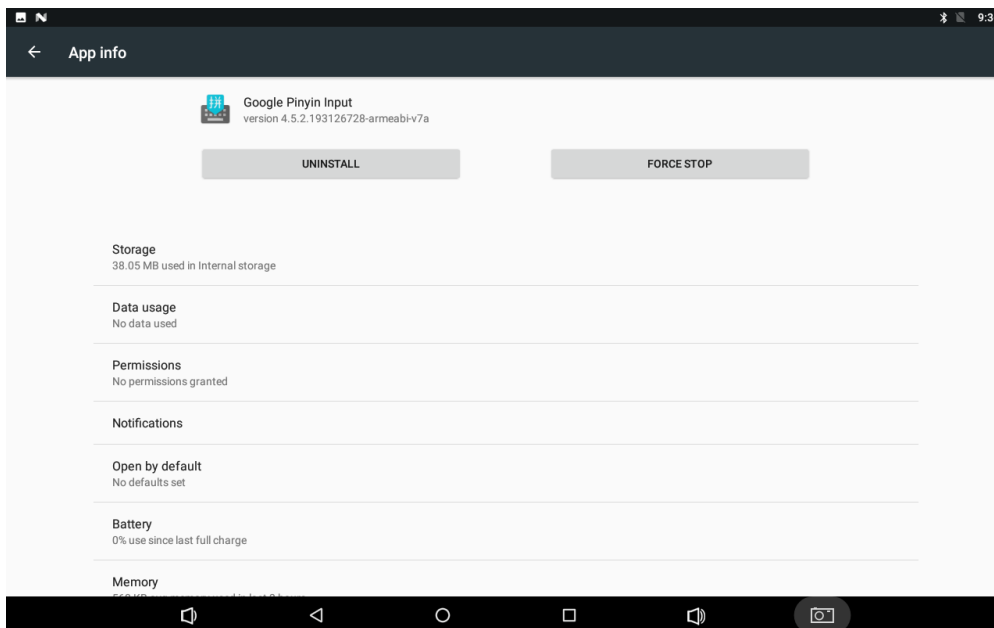 9:3
App info
Google Pinyin Input
version 4.5.2.193126728-armeabi-v7a
UNINSTALL
FORCE STOP
Storage
38.05 MB used in Internal storage
Data usage
No data used
Permissions
No permissions granted
Notifications
Open by default
No defaults set
Battery
0% use since last full charge
Memory